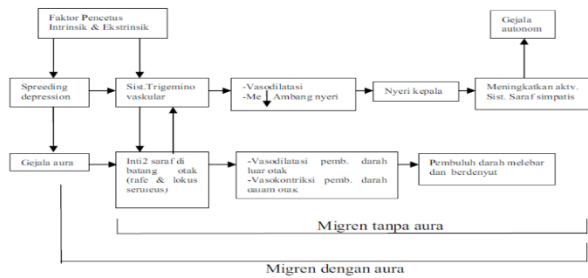 Faktor Pencetus
Intrinsik & Ekstrinsik
Gejala
autonom
Spreeding
depression
Sist.Trigemino
vaskular
-Vasodilatasi
-Me Ambang nyeri
Nyeri kepala
Meningkatkan aktv.
Sist. Saraf simpatis
Gejala aura
Inti2 saraf di
batang otak
(rafe & lokus
seruleus)
-Vasodilatasi pemb. darah
luar otak
-Vasokontriksi pemb. darah
dalam otak
Pembuluh darah melebar
dan berdenyut
Migren tanpa aura
Migren dengan aura